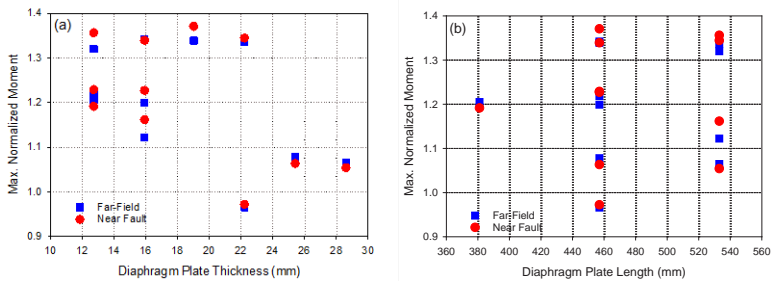 (a)
Max. Normalized Moment
1.4
1.3
1.2
1.1
1.0
0.9
Far-Field
Near Fault
10 12 14 16 18 20 22 24 26 28 30
Diaphragm Plate Thickness (mm)
(b)
Max. Normalized Moment
1.4
1.3
1.2
1.1
1.0
0.9
Far-Field
Near Fault
360 380 400 420 440 460 480 500 520 540 560
Diaphragm Plate Length (mm)